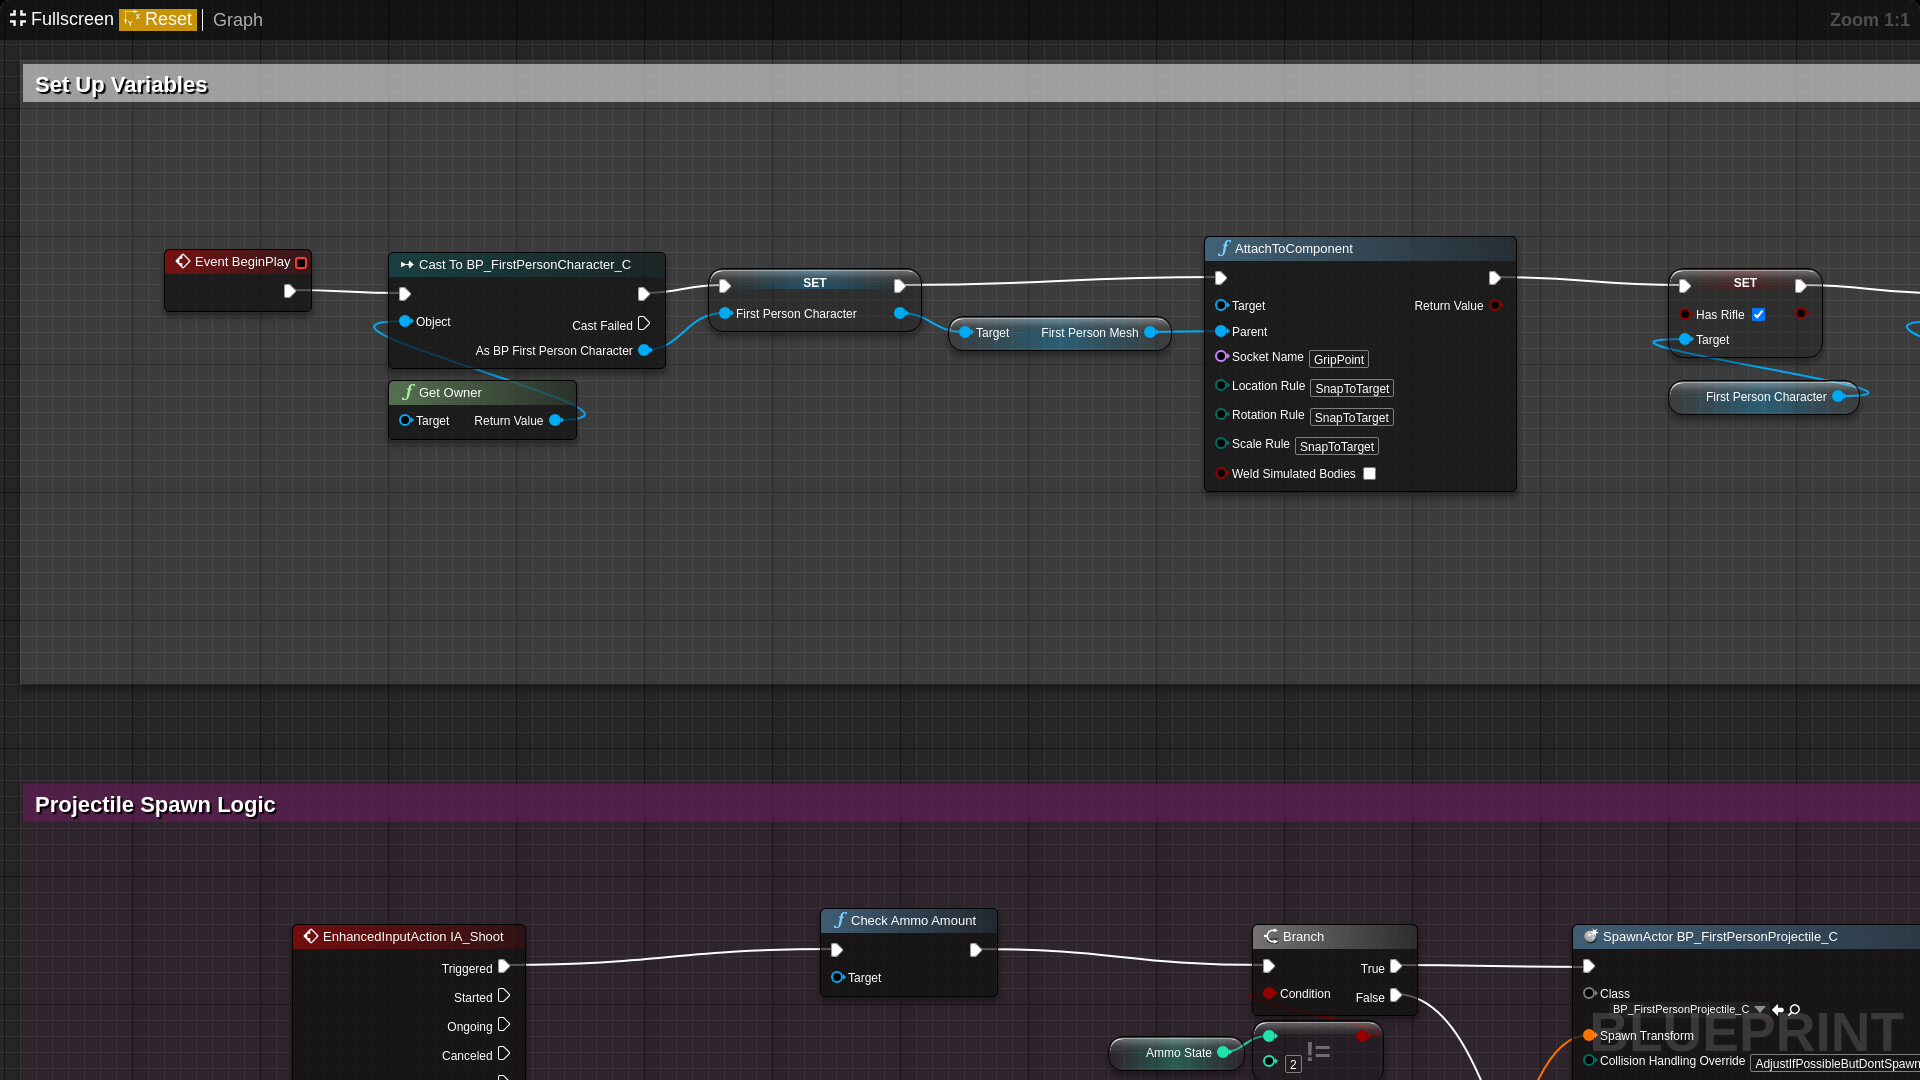 Fullscreen Reset Graph Zoom 1:1
Set Up Variables
Event BeginPlay
Cast To BP_FirstPersonCharacter_C
Object
Cast Failed
As BP First Person Character
Get Owner
Target Return Value
SET
First Person Character
Target First Person Mesh
AttachToComponent
Target Return Value
Parent
Socket Name GripPoint
Location Rule SnapToTarget
Rotation Rule SnapToTarget
Scale Rule SnapToTarget
Weld Simulated Bodies
SET
Has Rifle
Target
First Person Character
Projectile Spawn Logic
EnhancedInputAction IA_Shoot
Triggered
Started
Ongoing
Canceled
Check Ammo Amount
Target
Branch
True
Condition False
Ammo State
2 !=
SpawnActor BP_FirstPersonProjectile_C
Class
BP_FirstPersonProjectile_C
Spawn Transform
Collision Handling Override AdjustIfPossibleButDontSpawn
BLUEPRINT